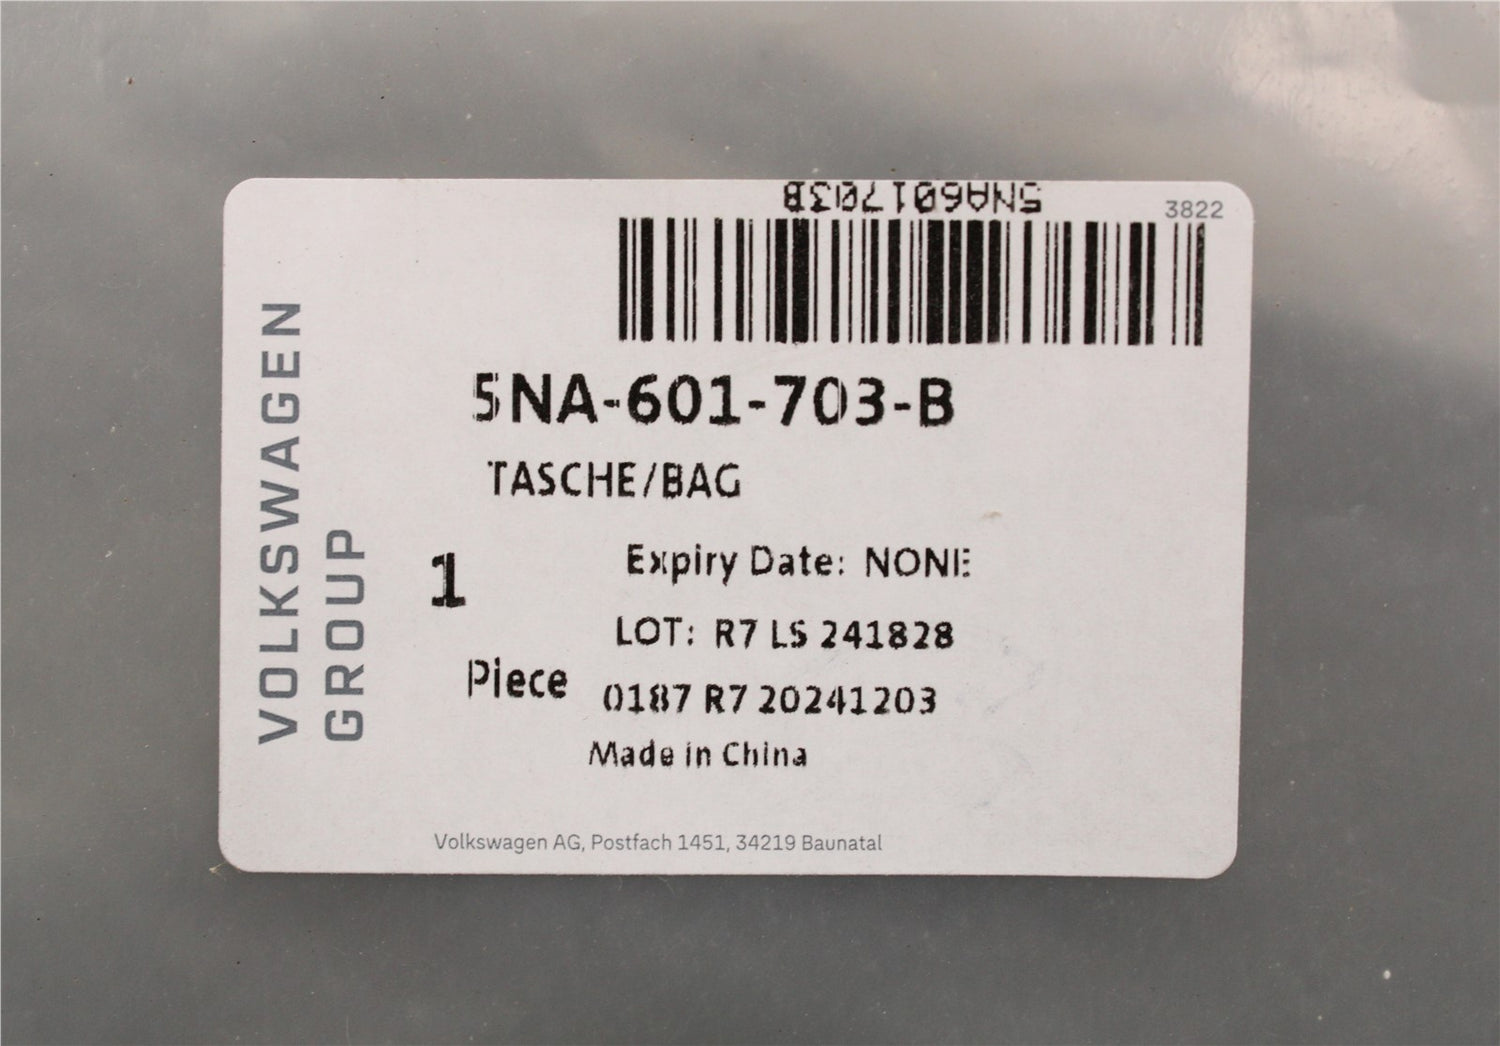 5NA601703B
3822
VOLKSWAGEN
GROUP
5NA-601-703-B
TASCHE/BAG
1
Expiry Date: NONE
LOT: R7 LS 241828
Piece
0187 R7 20241203
Made in China
Volkswagen AG, Postfach 1451, 34219 Baunatal